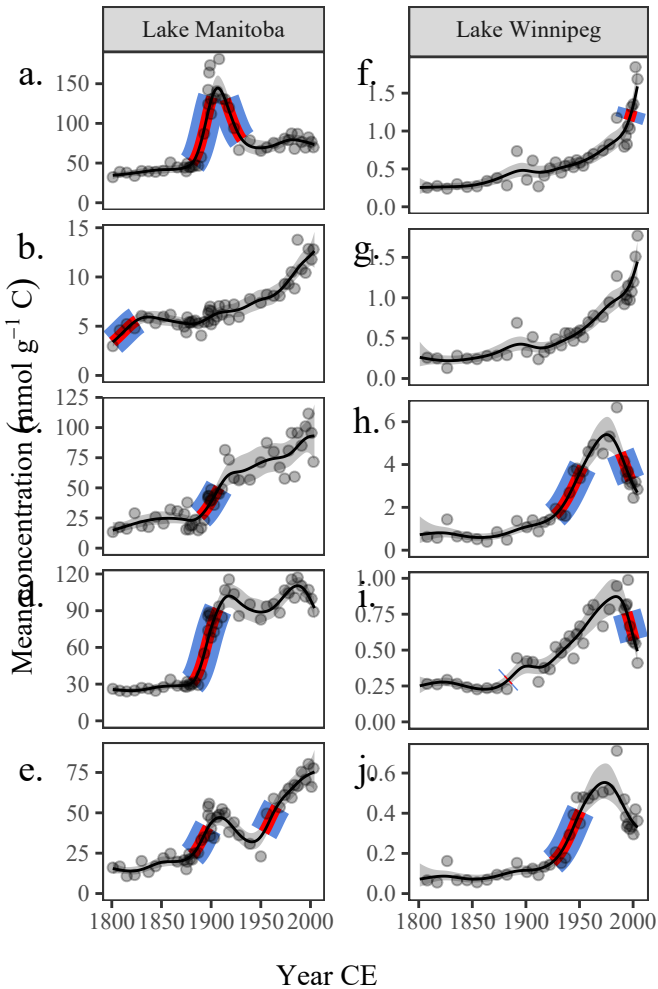 Lake Manitoba
Lake Winnipeg
a.
150
100
50
0
f.
1.5
1.0
0.5
0.0
b.
15
10
5
0
g.
1.5
1.0
0.5
0.0
c.
125
100
75
50
25
0
h.
6
4
2
0
d.
120
90
60
30
0
i.
1.00
0.75
0.50
0.25
0.00
e.
75
50
25
0
j.
0.6
0.4
0.2
0.0
Mean concentration (nmol g⁻¹ C)
1800 1850 1900 1950 2000
1800 1850 1900 1950 2000
Year CE